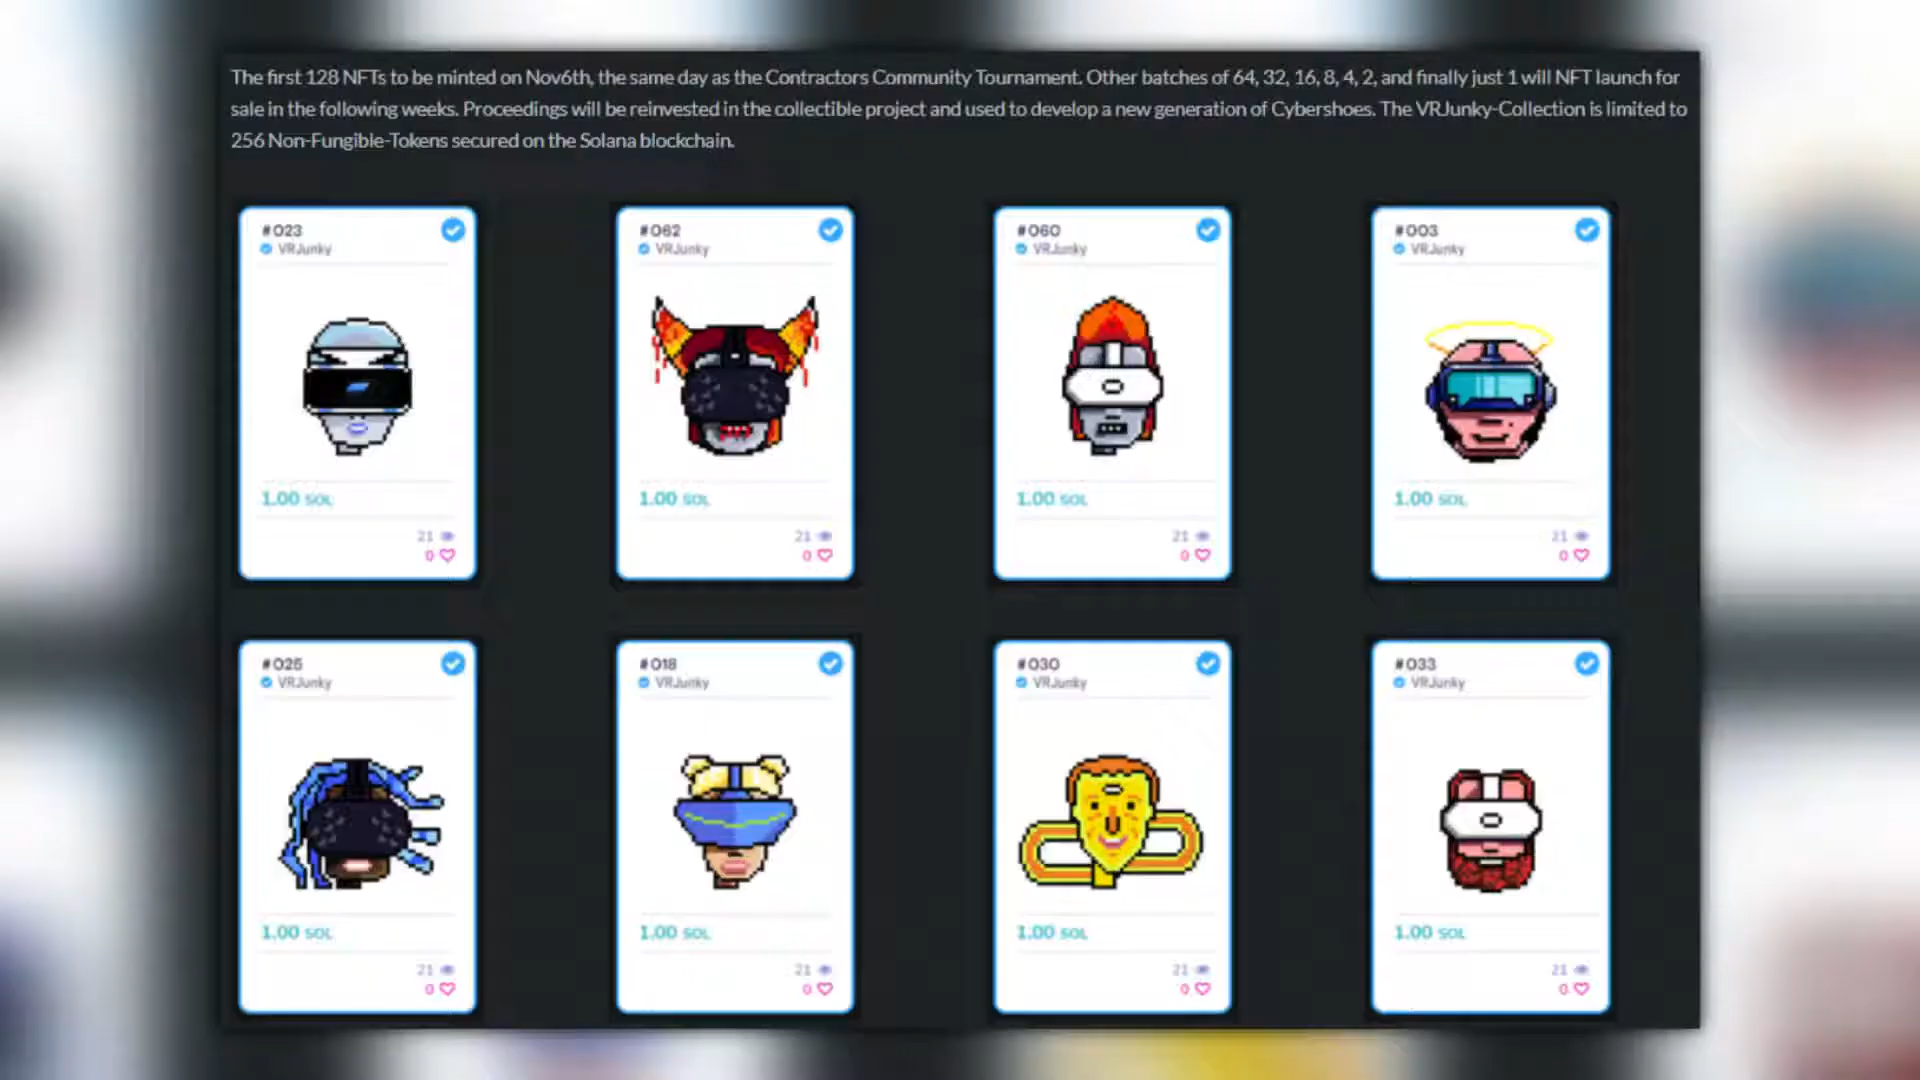 The first 128 NFTs to be minted on Nov6th, the same day as the Contractors Community Tournament. Other batches of 64, 32, 16, 8, 4, 2, and finally just 1 will NFT launch for
sale in the following weeks. Proceedings will be reinvested in the collectible project and used to develop a new generation of Cybershoes. The VRJunky-Collection is limited to
256 Non-Fungible-Tokens secured on the Solana blockchain.
#023
VRJunky
1.00 SOL
21
0
#062
VRJunky
1.00 SOL
21
0
#060
VRJunky
1.00 SOL
21
0
#003
VRJunky
1.00 SOL
21
0
#025
VRJunky
1.00 SOL
21
0
#018
VRJunky
1.00 SOL
21
0
#030
VRJunky
1.00 SOL
21
0
#033
VRJunky
1.00 SOL
21
0